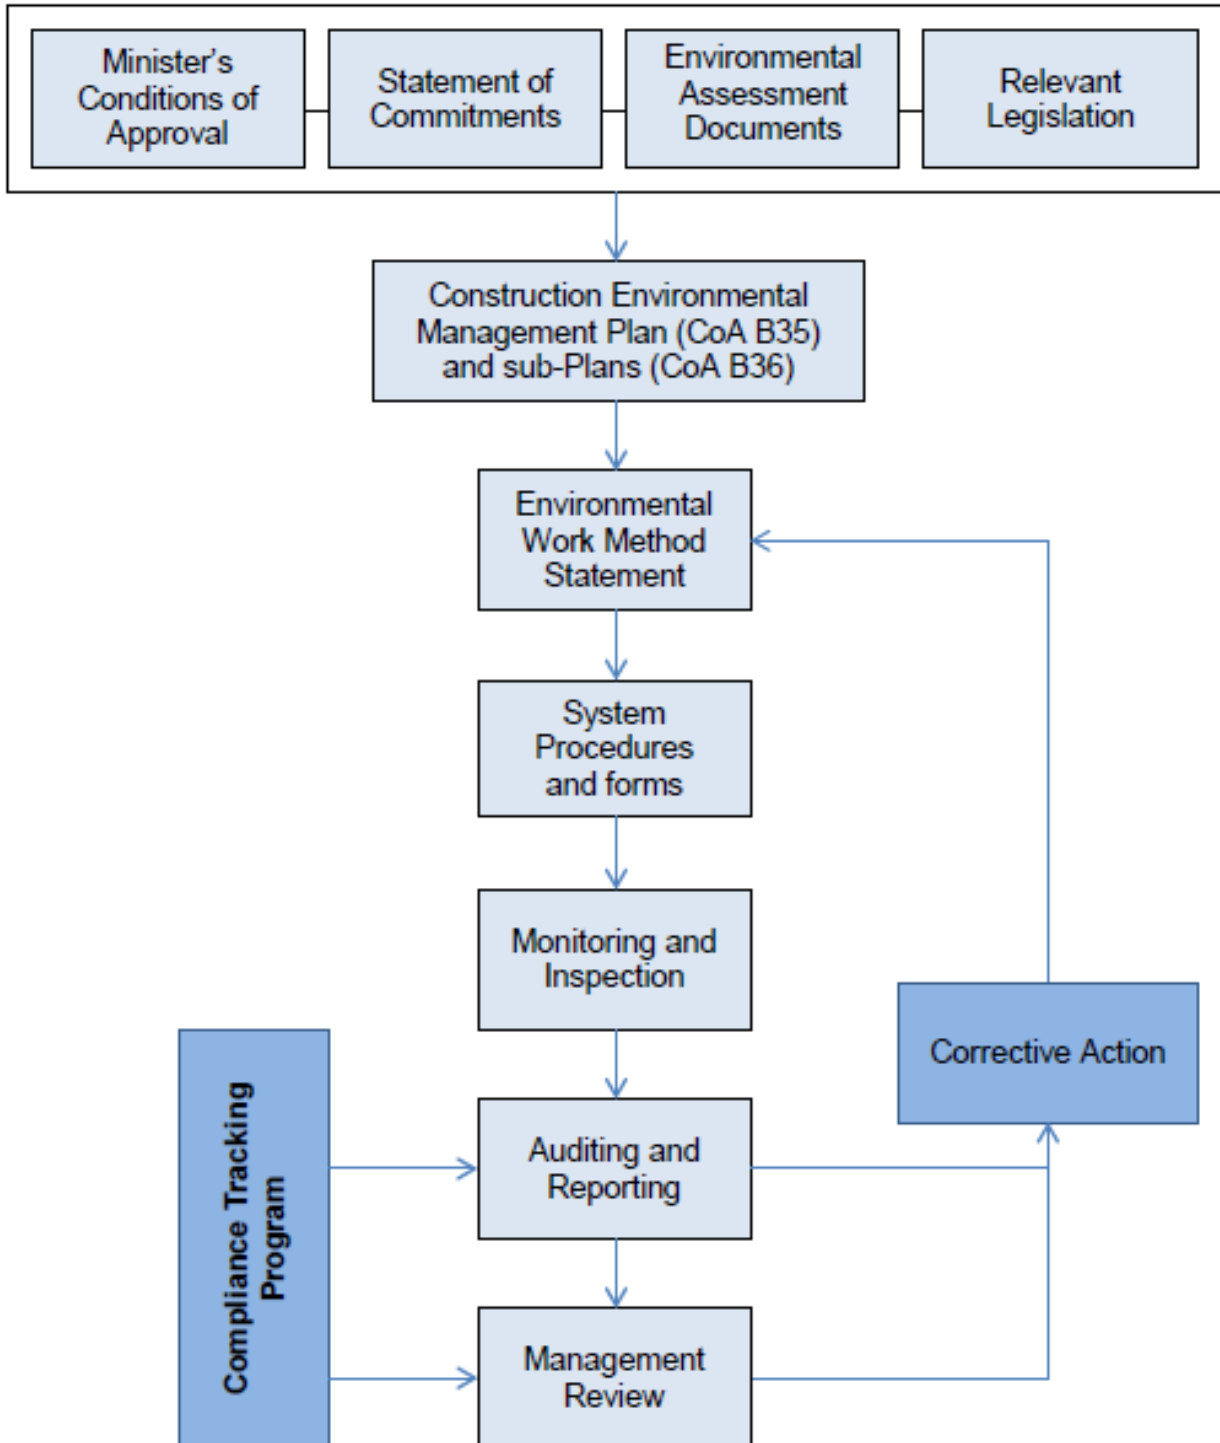 Minister's
Conditions of
Approval
Statement of
Commitments
Environmental
Assessment
Documents
Relevant
Legislation
Construction Environmental
Management Plan (CoA B35)
and sub-Plans (CoA B36)
Environmental
Work Method
Statement
System
Procedures
and forms
Monitoring and
Inspection
Corrective Action
Compliance Tracking
Program
Auditing and
Reporting
Management
Review